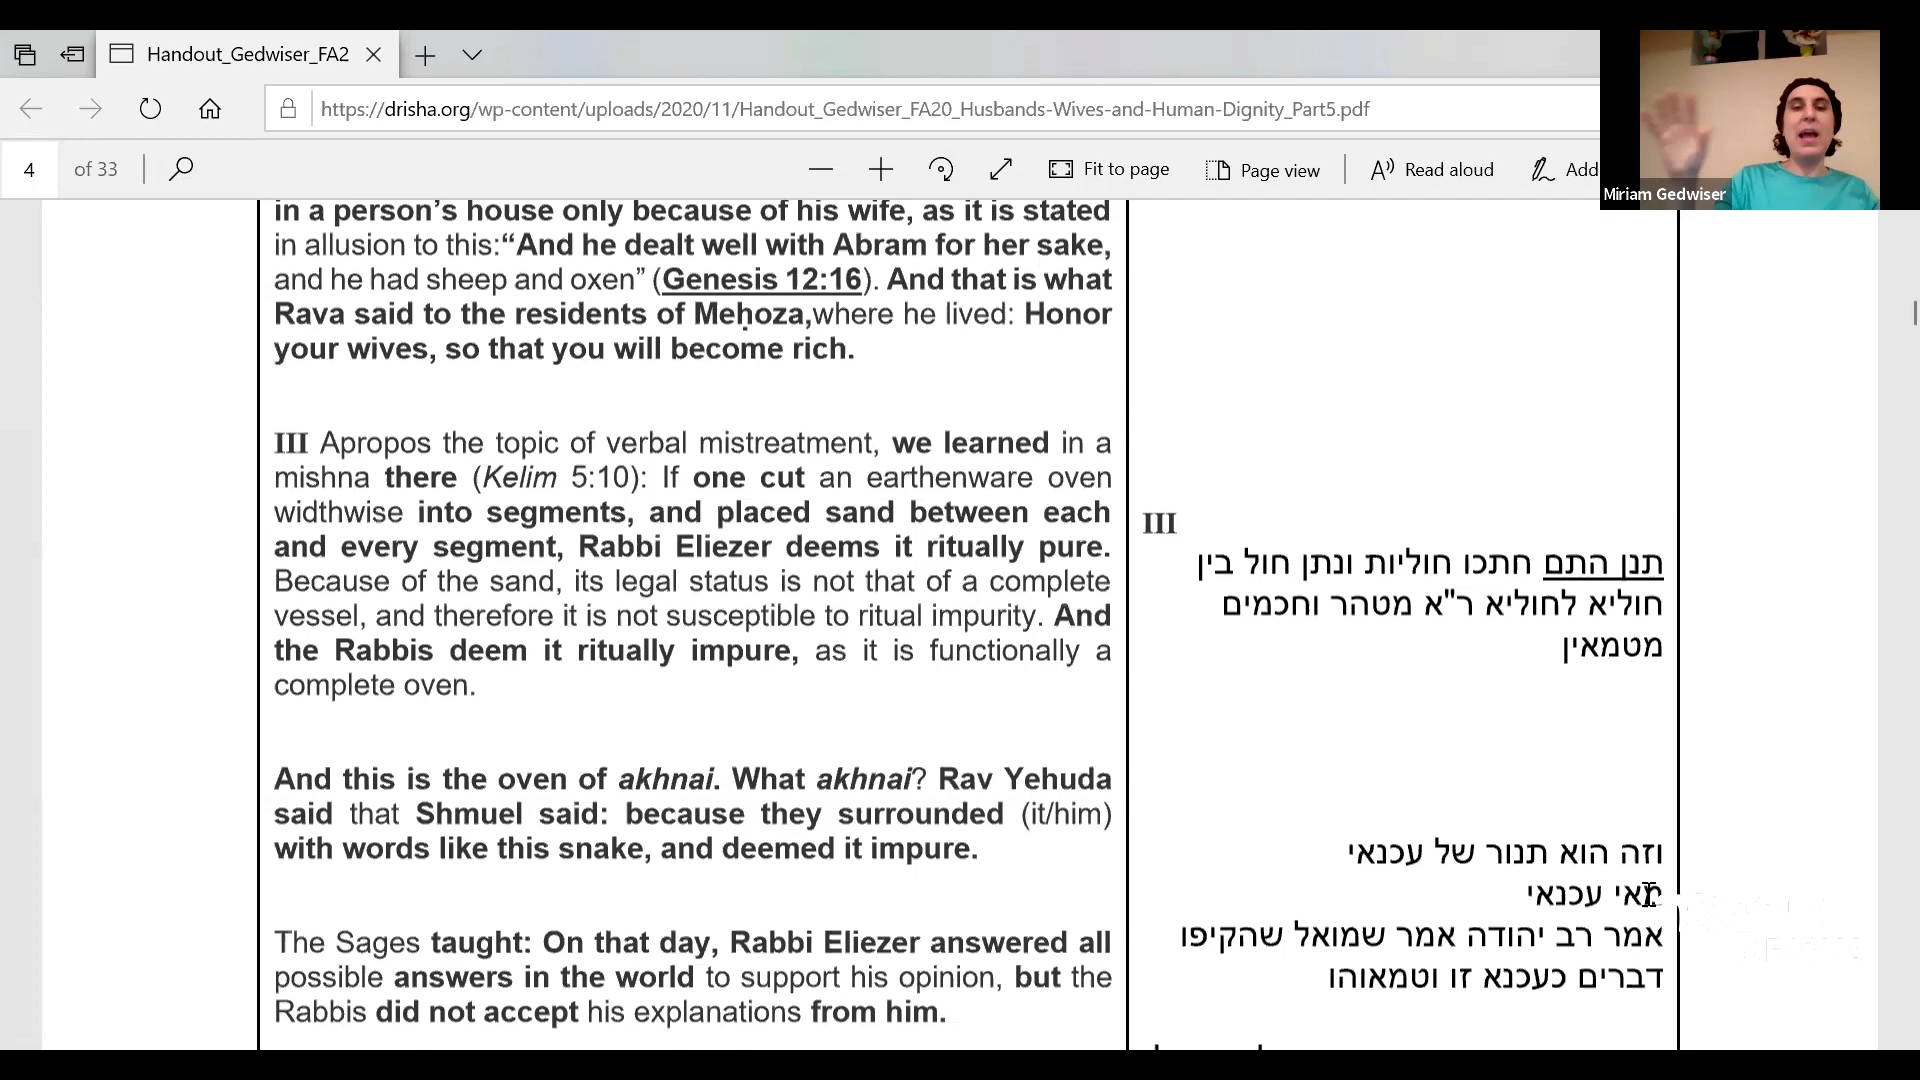 Handout_Gedwiser_FA2
https://drisha.org/wp-content/uploads/2020/11/Handout_Gedwiser_FA20_Husbands-Wives-and-Human-Dignity_Part5.pdf
4 of 33
Fit to page
Page view
Read aloud
Add
Miriam Gedwiser
in a person’s house only because of his wife, as it is stated
in allusion to this:“And he dealt well with Abram for her sake,
and he had sheep and oxen” (Genesis 12:16). And that is what
Rava said to the residents of Meḥoza,where he lived: Honor
your wives, so that you will become rich.
III Apropos the topic of verbal mistreatment, we learned in a
mishna there (Kelim 5:10): If one cut an earthenware oven
widthwise into segments, and placed sand between each
and every segment, Rabbi Eliezer deems it ritually pure.
Because of the sand, its legal status is not that of a complete
vessel, and therefore it is not susceptible to ritual impurity. And
the Rabbis deem it ritually impure, as it is functionally a
complete oven.
And this is the oven of akhnai. What akhnai? Rav Yehuda
said that Shmuel said: because they surrounded (it/him)
with words like this snake, and deemed it impure.
The Sages taught: On that day, Rabbi Eliezer answered all
possible answers in the world to support his opinion, but the
Rabbis did not accept his explanations from him.
III
תנן התם חתכו חוליות ונתן חול בין
חוליא לחוליא ר"א מטהר וחכמים
מטמאין
וזה הוא תנור של עכנאי
מאי עכנאי
אמר רב יהודה אמר שמואל שהקיפו
דברים כעכנא זו וטמאוהו